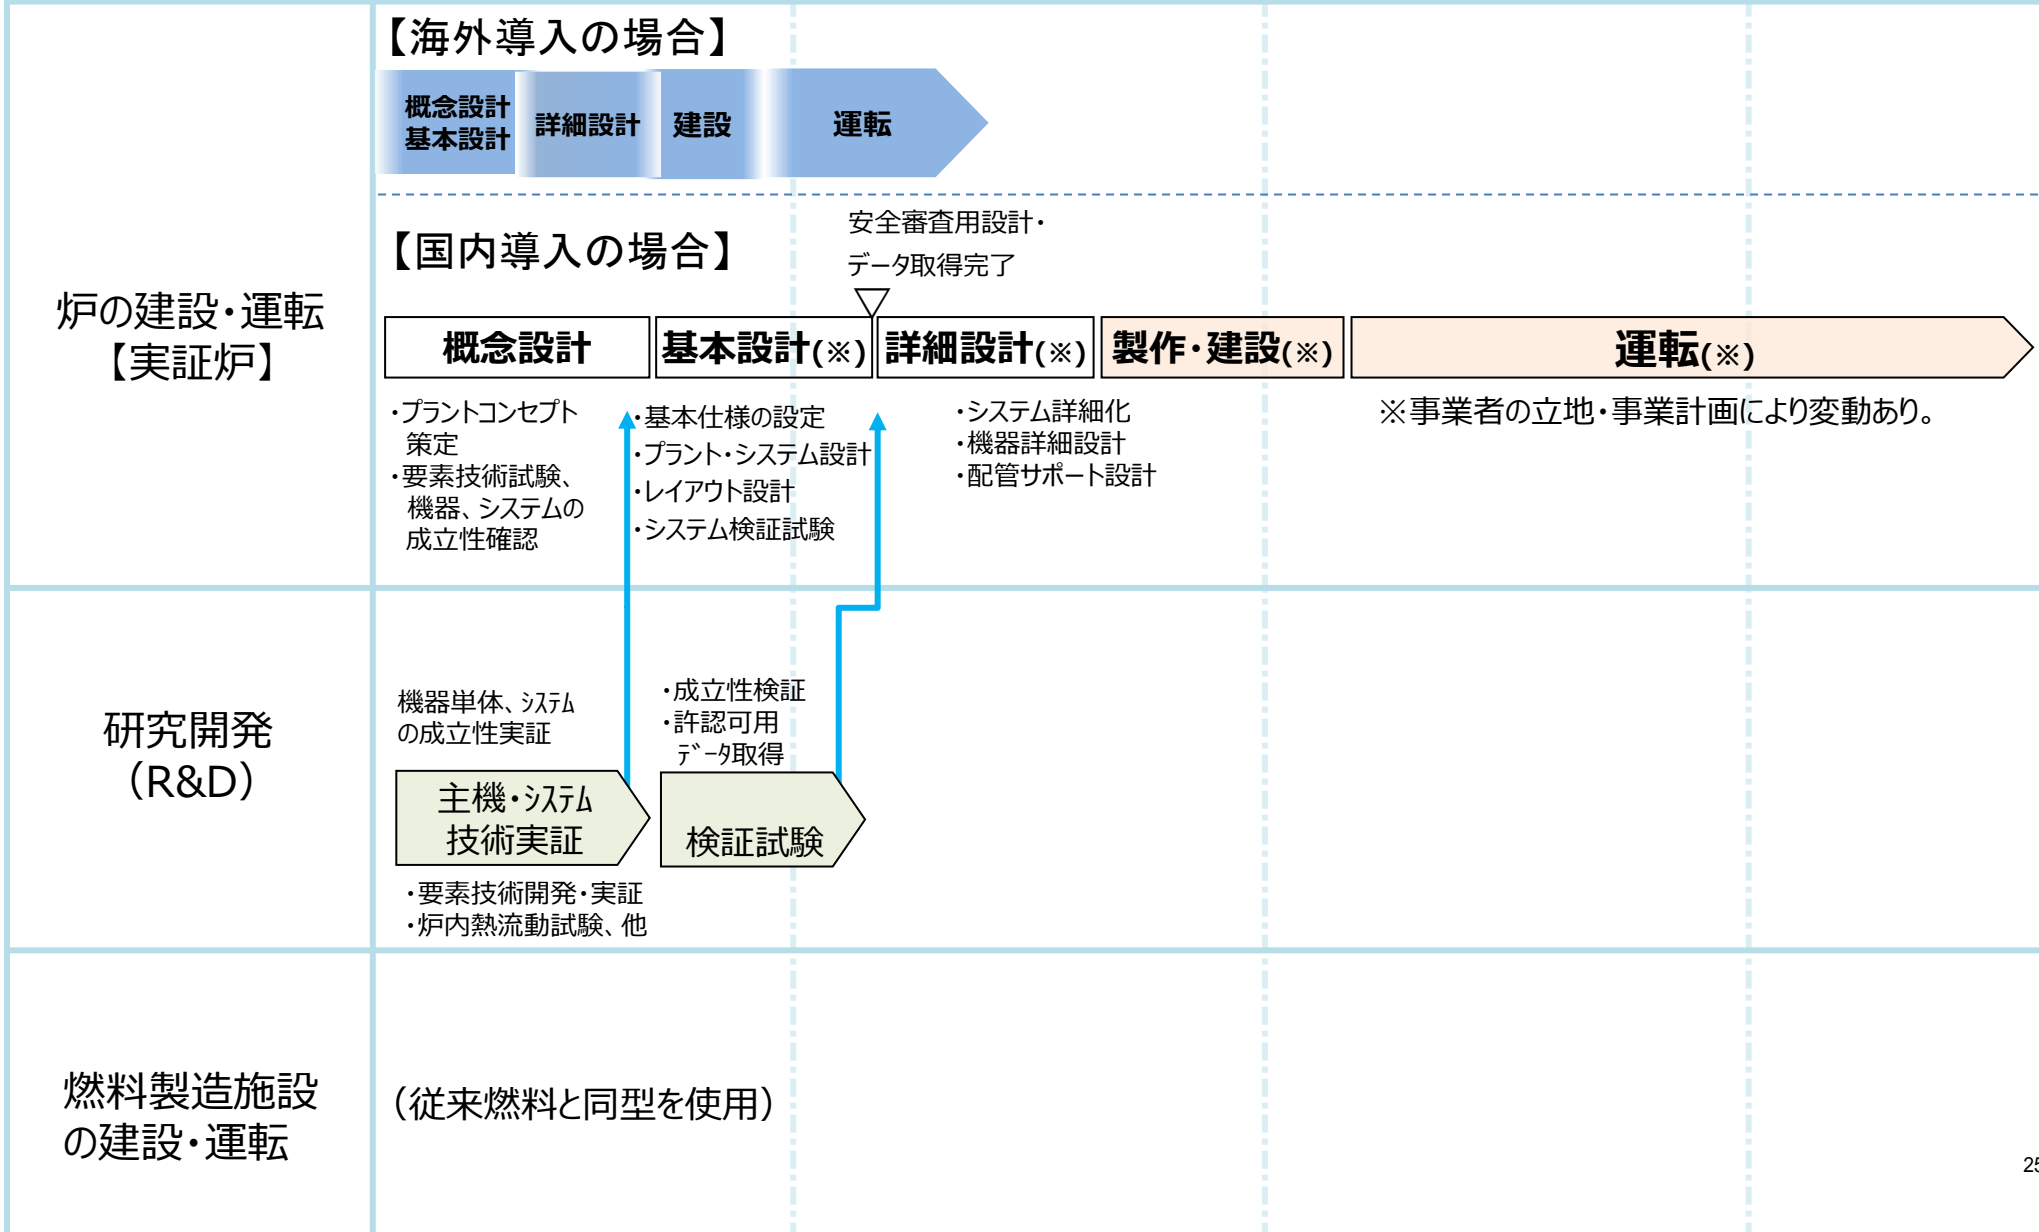 【海外導入の場合】
概念設計
基本設計
詳細設計
建設
運転
炉の建設・運転
【実証炉】
【国内導入の場合】
安全審査用設計・
データ取得完了
概念設計
基本設計(※)
詳細設計(※)
製作・建設(※)
運転(※)
・プラントコンセプト
策定
・要素技術試験、
機器、システムの
成立性確認
・基本仕様の設定
・プラント・システム設計
・レイアウト設計
・システム検証試験
・システム詳細化
・機器詳細設計
・配管サポート設計
※事業者の立地・事業計画により変動あり。
研究開発
（R&D）
機器単体、ｼｽﾃﾑ
の成立性実証
主機・ｼｽﾃﾑ
技術実証
・要素技術開発・実証
・炉内熱流動試験、他
・成立性検証
・許認可用
ﾃﾞｰﾀ取得
検証試験
燃料製造施設
の建設・運転
（従来燃料と同型を使用）
25